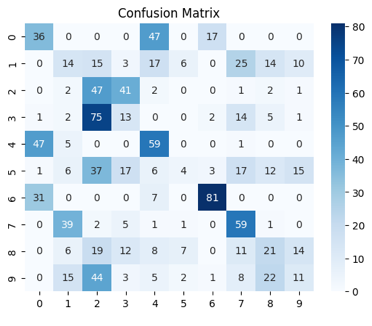 Confusion Matrix
0 36 0 0 0 47 0 17 0 0 0
1 0 14 15 3 17 6 0 25 14 10
2 0 2 47 41 2 0 0 1 2 1
3 1 2 75 13 0 0 2 14 5 1
4 47 5 0 0 59 0 0 1 0 0
5 1 6 37 17 6 4 3 17 12 15
6 31 0 0 0 7 0 81 0 0 0
7 0 39 2 5 1 1 0 59 1 0
8 0 6 19 12 8 7 0 11 21 14
9 0 15 44 3 5 2 1 8 22 11
0 1 2 3 4 5 6 7 8 9
80
70
60
50
40
30
20
10
0